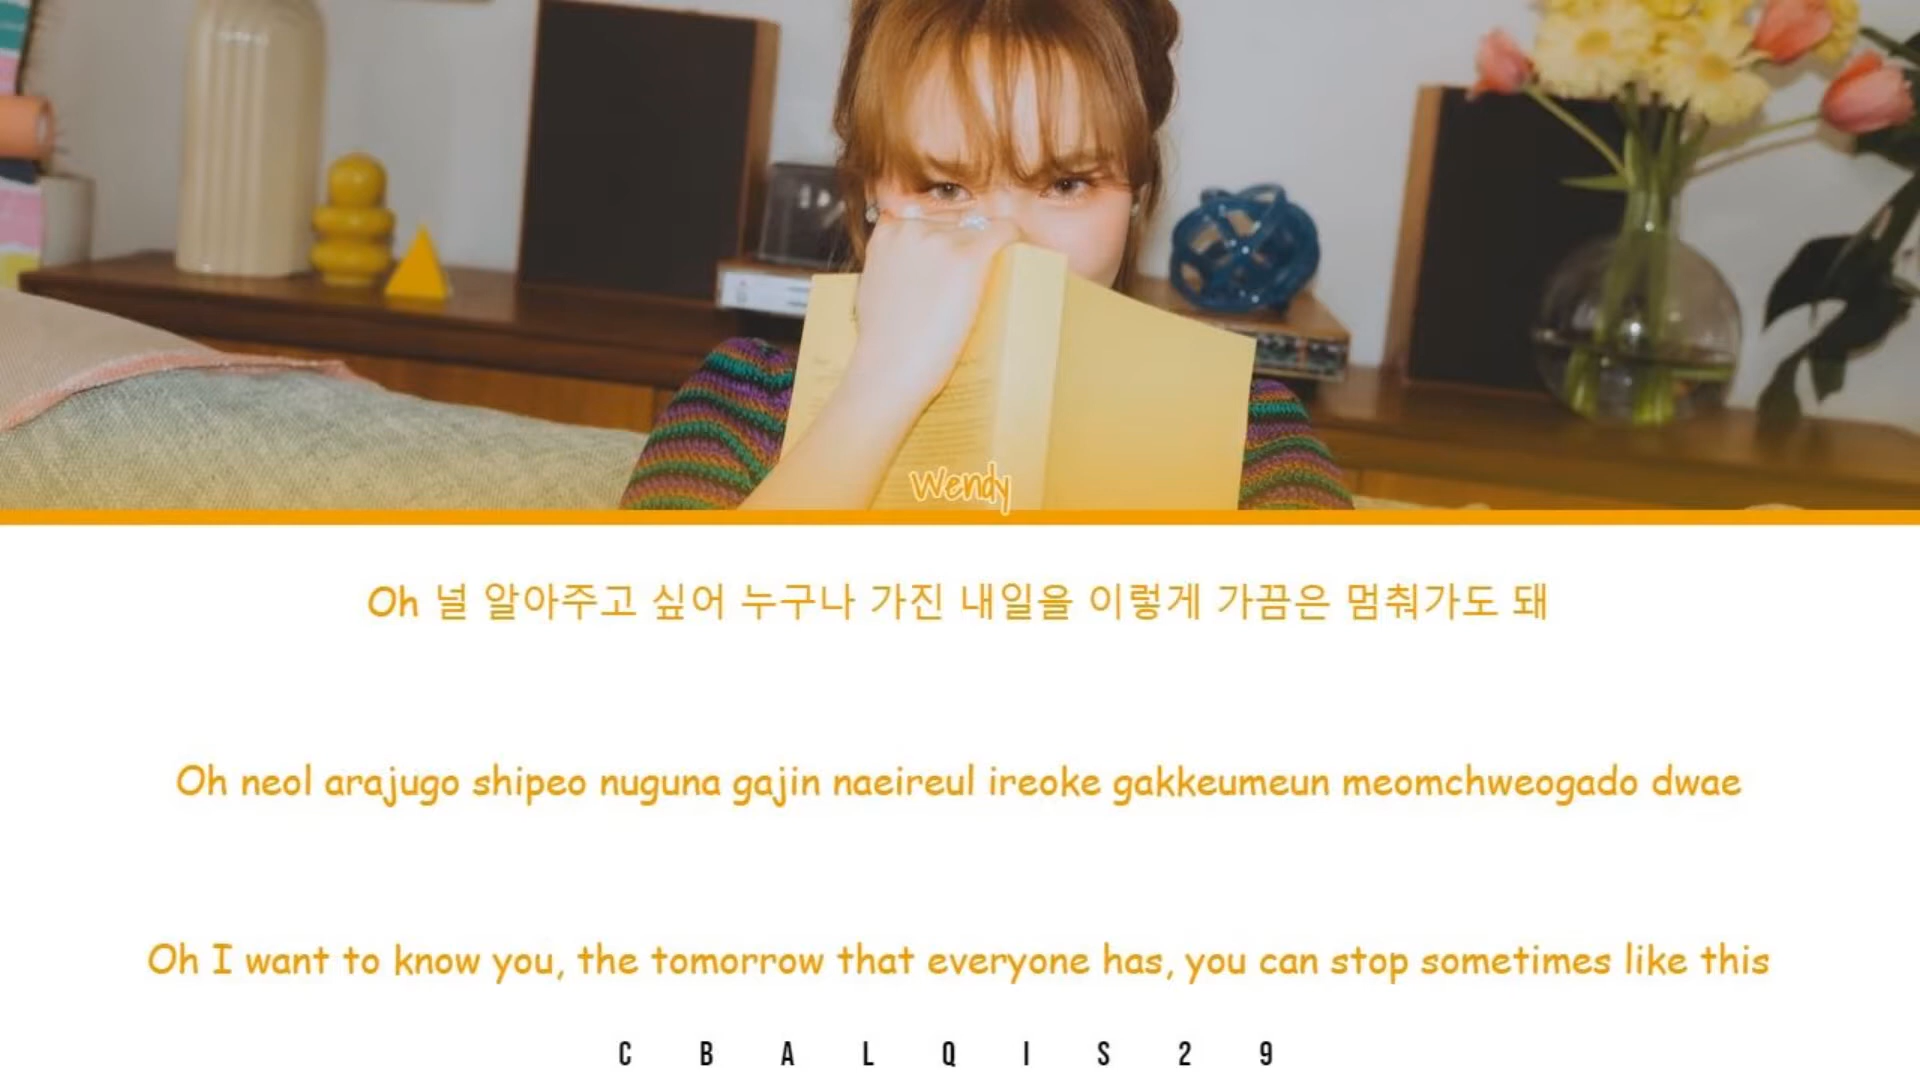 Wendy
Oh 널 알아주고 싶어 누구나 가진 내일을 이렇게 가끔은 멈춰가도 돼
Oh neol arajugo shipeo nuguna gajin naeireul ireoke gakkeumeun meomchweogado dwae
Oh I want to know you, the tomorrow that everyone has, you can stop sometimes like this
CBALQIS29